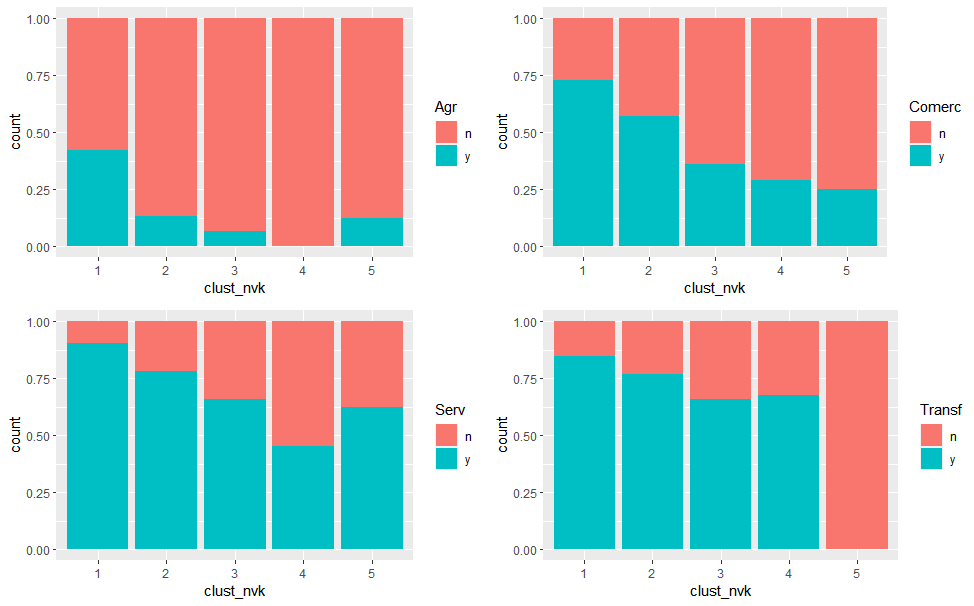 1.00
0.75
0.50
0.25
0.00
count
1 2 3 4 5
clust_nvk
Agr
n
y
1.00
0.75
0.50
0.25
0.00
count
1 2 3 4 5
clust_nvk
Comerc
n
y
1.00
0.75
0.50
0.25
0.00
count
1 2 3 4 5
clust_nvk
Serv
n
y
1.00
0.75
0.50
0.25
0.00
count
1 2 3 4 5
clust_nvk
Transf
n
y